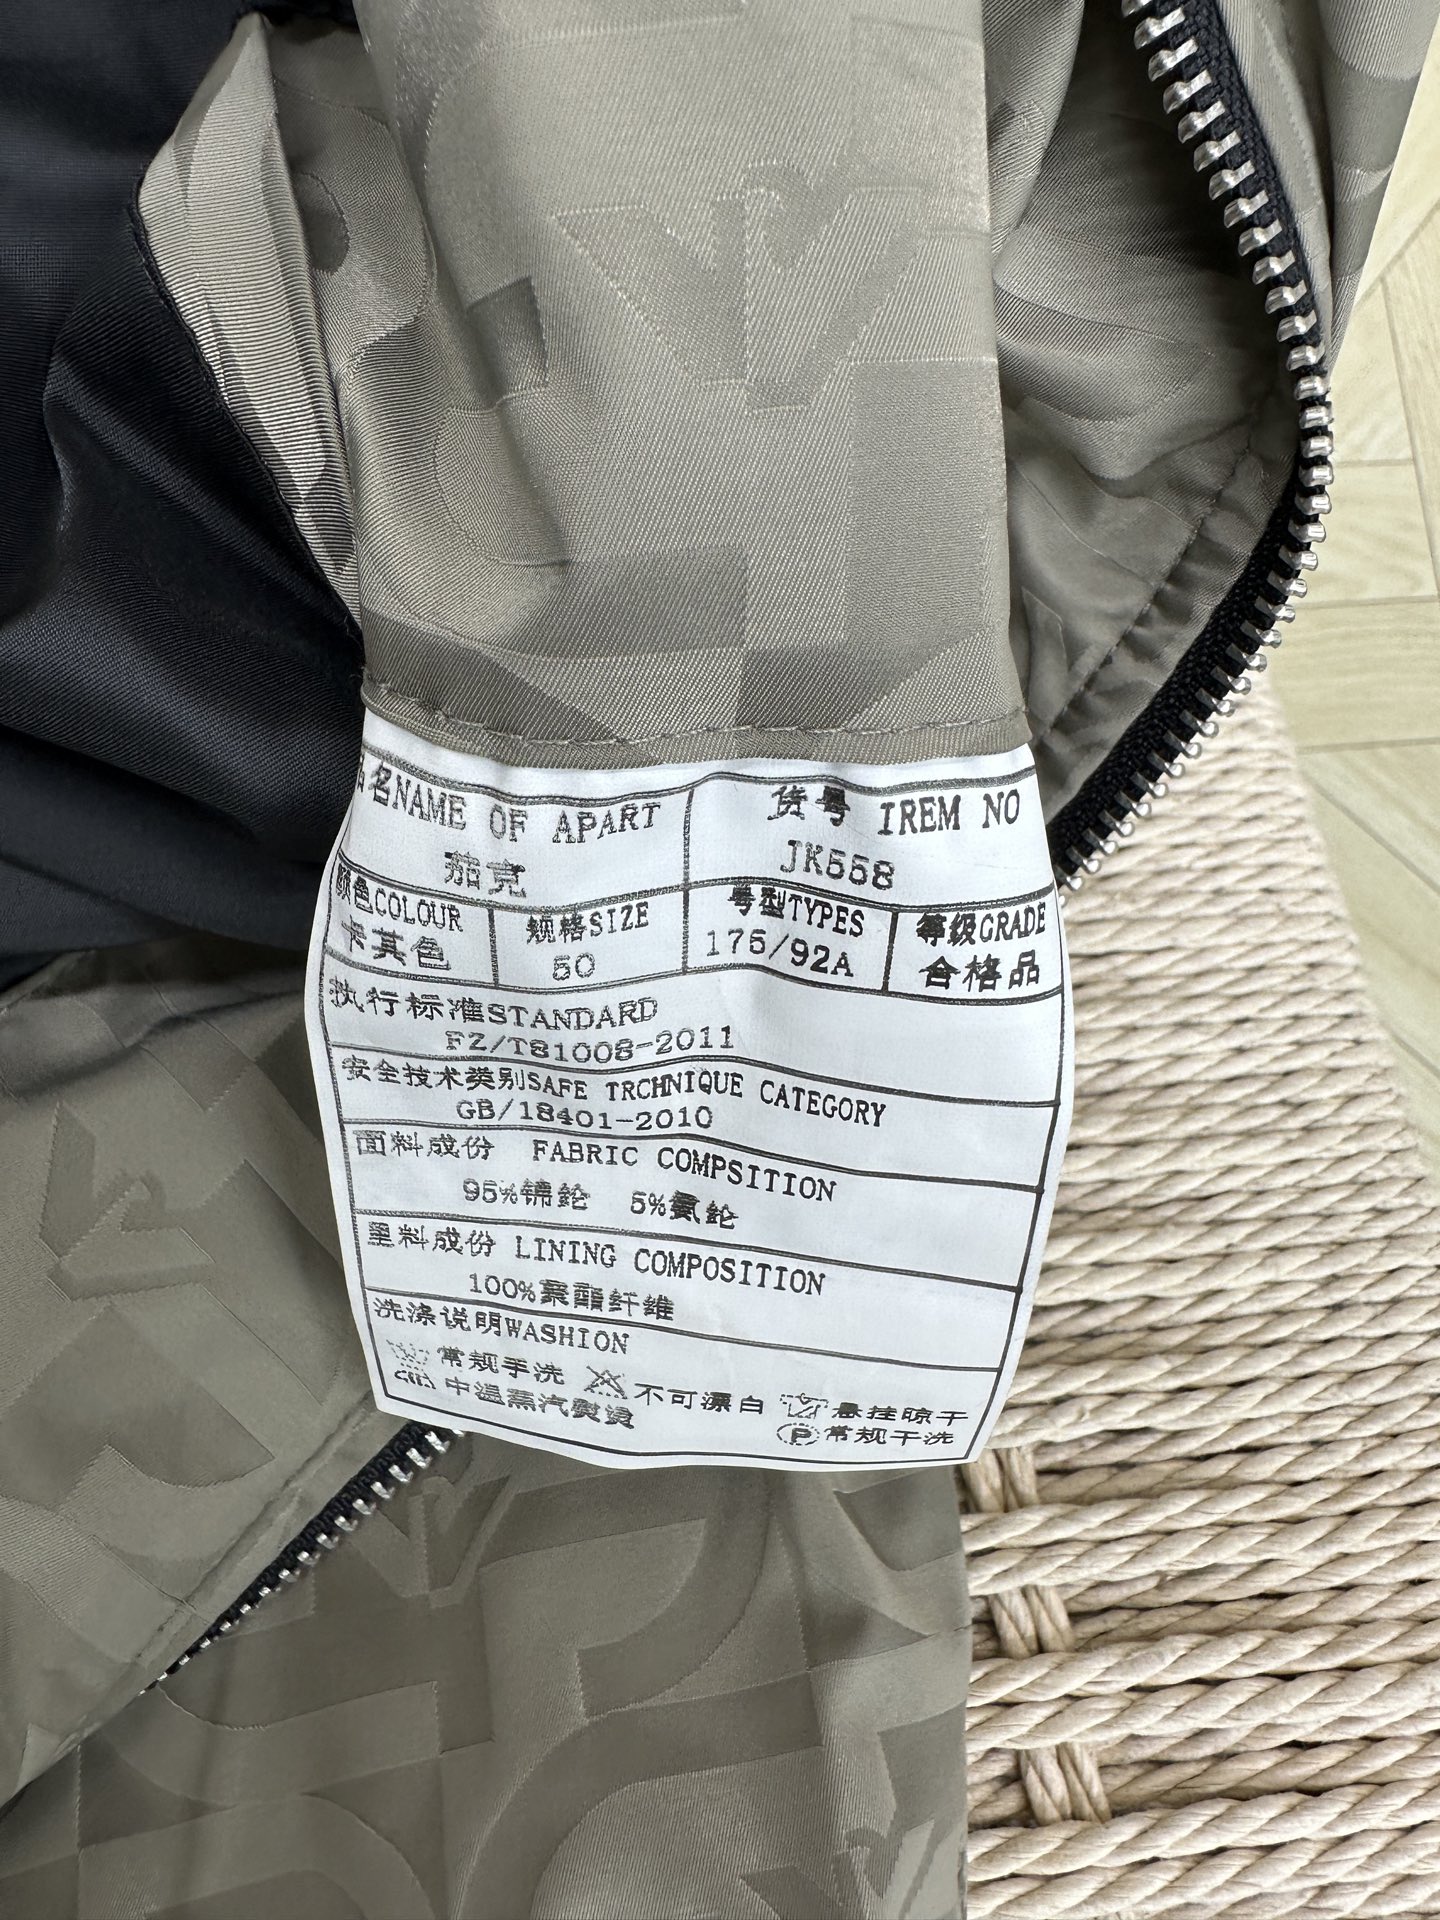 名NAME OF APART
茄克
货号 IREM NO
JK558
颜色COLOUR
卡其色
规格SIZE
50
号型TYPES
175/92A
等级GRADE
合格品
执行标准STANDARD
FZ/T81008-2011
安全技术类别SAFE TRCHNIQUE CATEGORY
GB/18401-2010
面料成份 FABRIC COMPSITION
95%锦纶 5%氨纶
里料成份 LINING COMPOSITION
100%聚酯纤维
洗涤说明WASHION
常规手洗 不可漂白 悬挂晾干
中温蒸汽熨烫 P 常规干洗